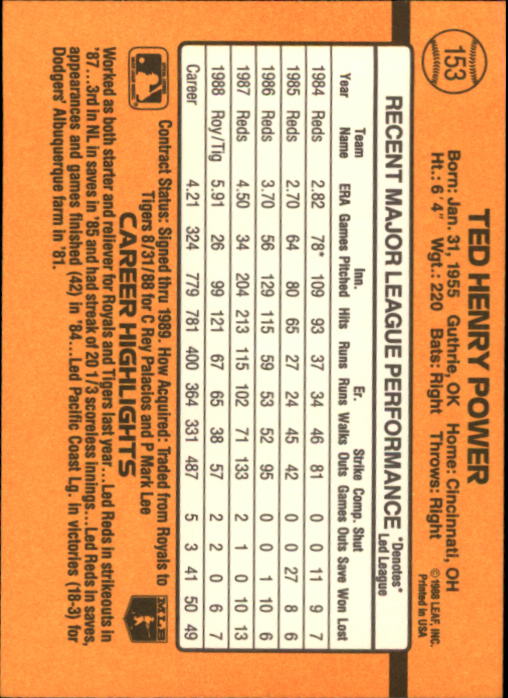 153
TED HENRY POWER
Born: Jan. 31, 1955 Guthrie, OK Home: Cincinnati, OH
Ht.: 6'4" Wgt.: 220 Bats: Right Throws: Right
© 1988 LEAF, INC.
Printed in USA
RECENT MAJOR LEAGUE PERFORMANCE *Denotes Led League
Year Team Name ERA Games Inn. Pitched Hits Runs Er. Runs Walks Strike Outs Comp. Games Shut Outs Save Won Lost
1984 Reds 2.82 78* 109 93 37 34 46 81 0 0 11 9 7
1985 Reds 2.70 64 80 65 27 24 45 42 0 0 27 8 6
1986 Reds 3.70 56 129 115 59 53 52 95 0 0 1 10 6
1987 Reds 4.50 34 204 213 115 102 71 133 2 1 0 10 13
1988 Roy/Tig 5.91 26 99 121 67 65 38 57 2 2 0 6 7
Career 4.21 324 779 781 400 364 331 487 5 3 41 50 49
Contract Status: Signed thru 1989. How Acquired: Traded from Royals to
Tigers 8/31/88 for C Rey Palacios and P Mark Lee
MLB
CAREER HIGHLIGHTS
Worked as both starter and reliever for Royals and Tigers last year...Led Reds in strikeouts in
'87...3rd in NL in saves in '85 and had streak of 20 1/3 scoreless innings...Led Reds in saves,
appearances and games finished (42) in '84...Led Pacific Coast Lg. in victories (18-3) for
Dodgers' Albuquerque farm in '81.